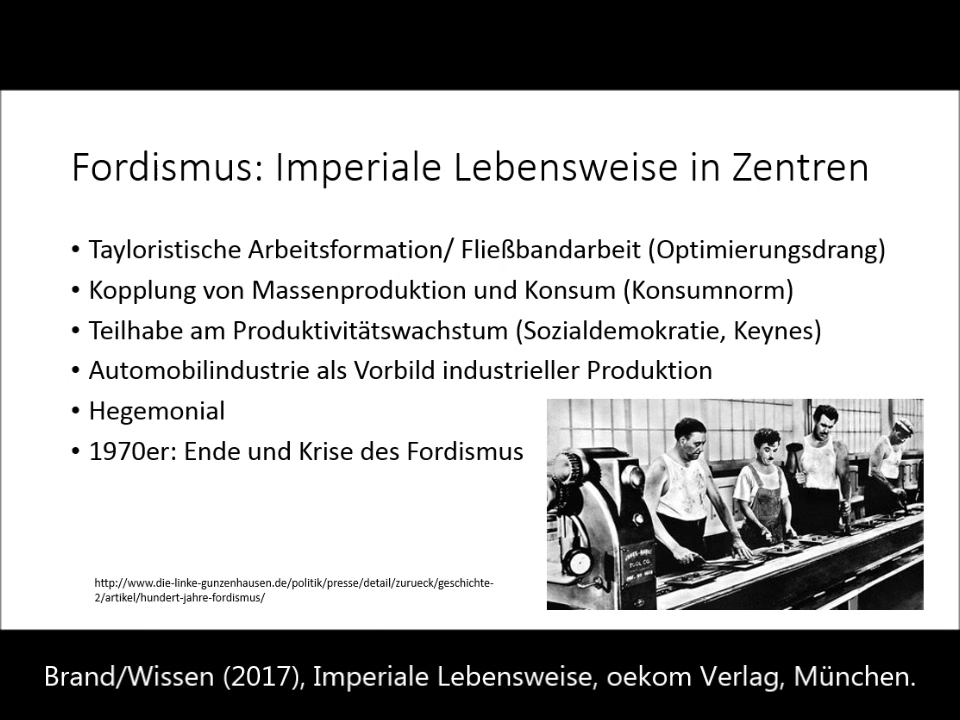 Fordismus: Imperiale Lebensweise in Zentren
• Tayloristische Arbeitsformation/ Fließbandarbeit (Optimierungsdrang)
• Kopplung von Massenproduktion und Konsum (Konsumnorm)
• Teilhabe am Produktivitätswachstum (Sozialdemokratie, Keynes)
• Automobilindustrie als Vorbild industrieller Produktion
• Hegemonial
• 1970er: Ende und Krise des Fordismus
http://www.die-linke-gunzenhausen.de/politik/presse/detail/zurueck/geschichte-
2/artikel/hundert-jahre-fordismus/
Brand/Wissen (2017), Imperiale Lebensweise, oekom Verlag, München.